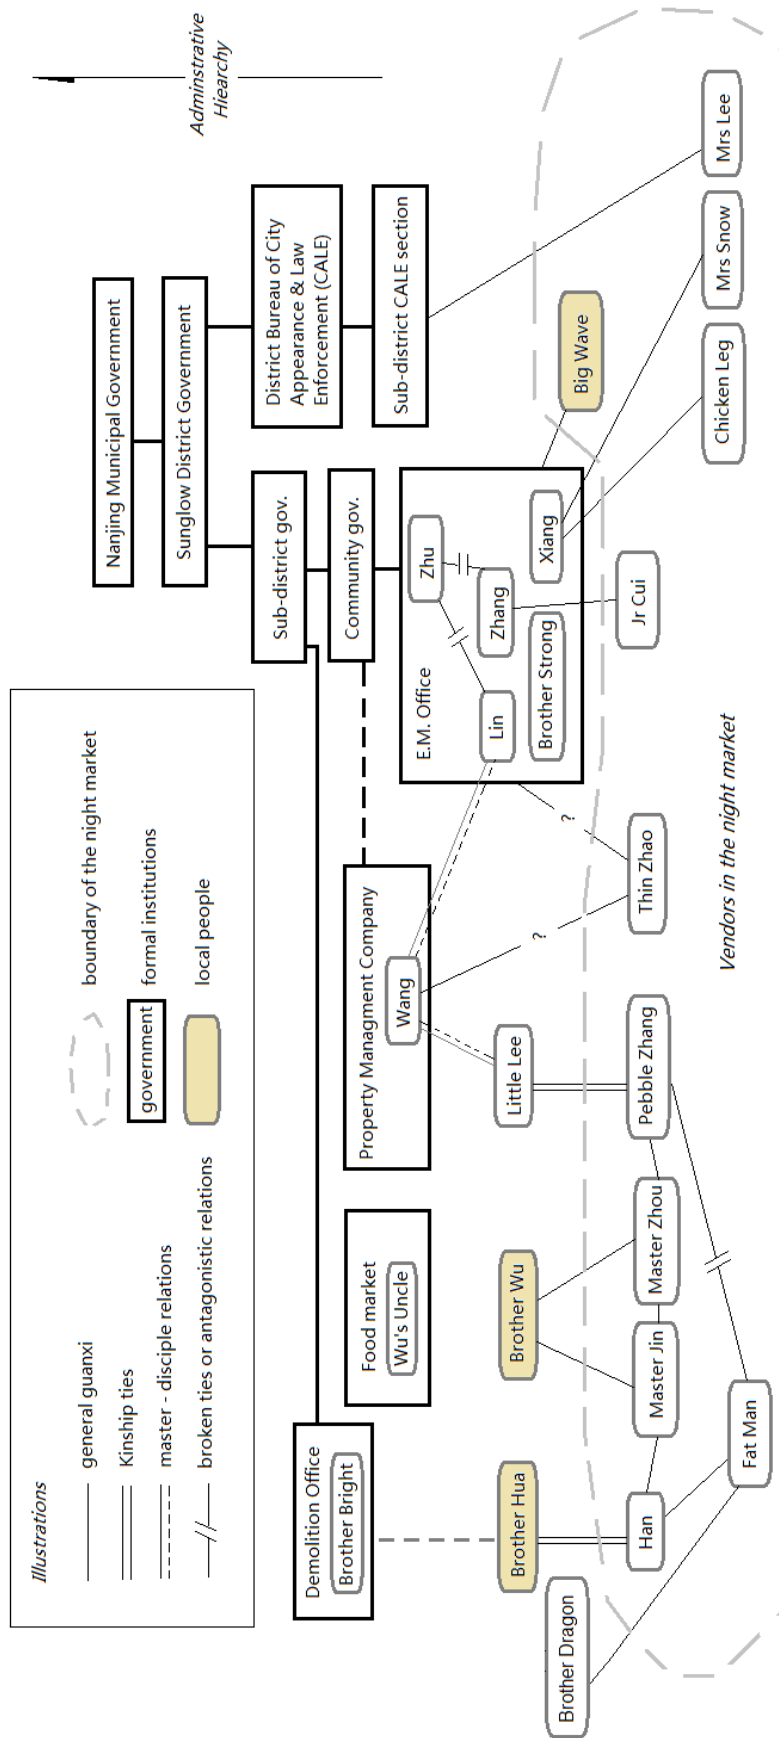 Adminstrative
Hiearchy
Nanjing Municipal Government
Sunglow District Government
District Bureau of City
Appearance & Law
Enforcement (CALE)
Sub-district CALE section
Sub-district gov.
Community gov.
E.M. Office
Zhu
Zhang
Xiang
Lin
Brother Strong
Big Wave
Mrs Lee
Mrs Snow
Chicken Leg
Jr Cui
Illustrations
general guanxi
Kinship ties
master - disciple relations
broken ties or antagonistic relations
boundary of the night market
government
formal institutions
local people
Property Managment Company
Wang
?
?
Thin Zhao
Vendors in the night market
Little Lee
Pebble Zhang
Food market
Wu's Uncle
Brother Wu
Master Zhou
Master Jin
Demolition Office
Brother Bright
Brother Hua
Han
Fat Man
Brother Dragon